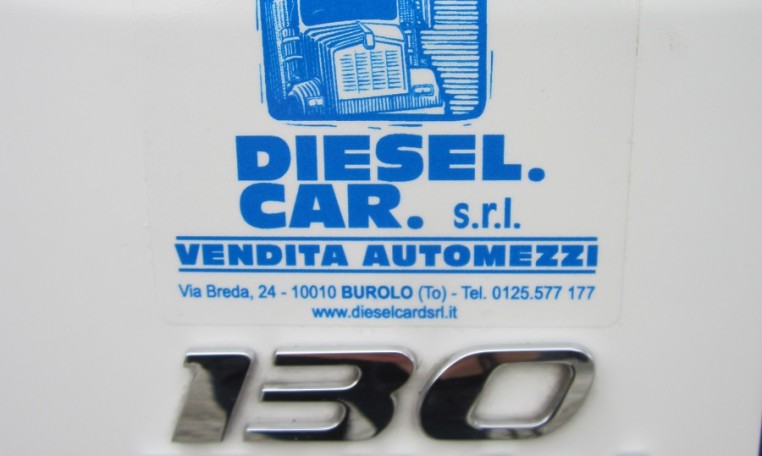 DIESEL.
CAR. s.r.l.
VENDITA AUTOMEZZI
Via Breda, 24 - 10010 BUROLO (To) - Tel. 0125.577 177
www.dieselcardsrl.it
130